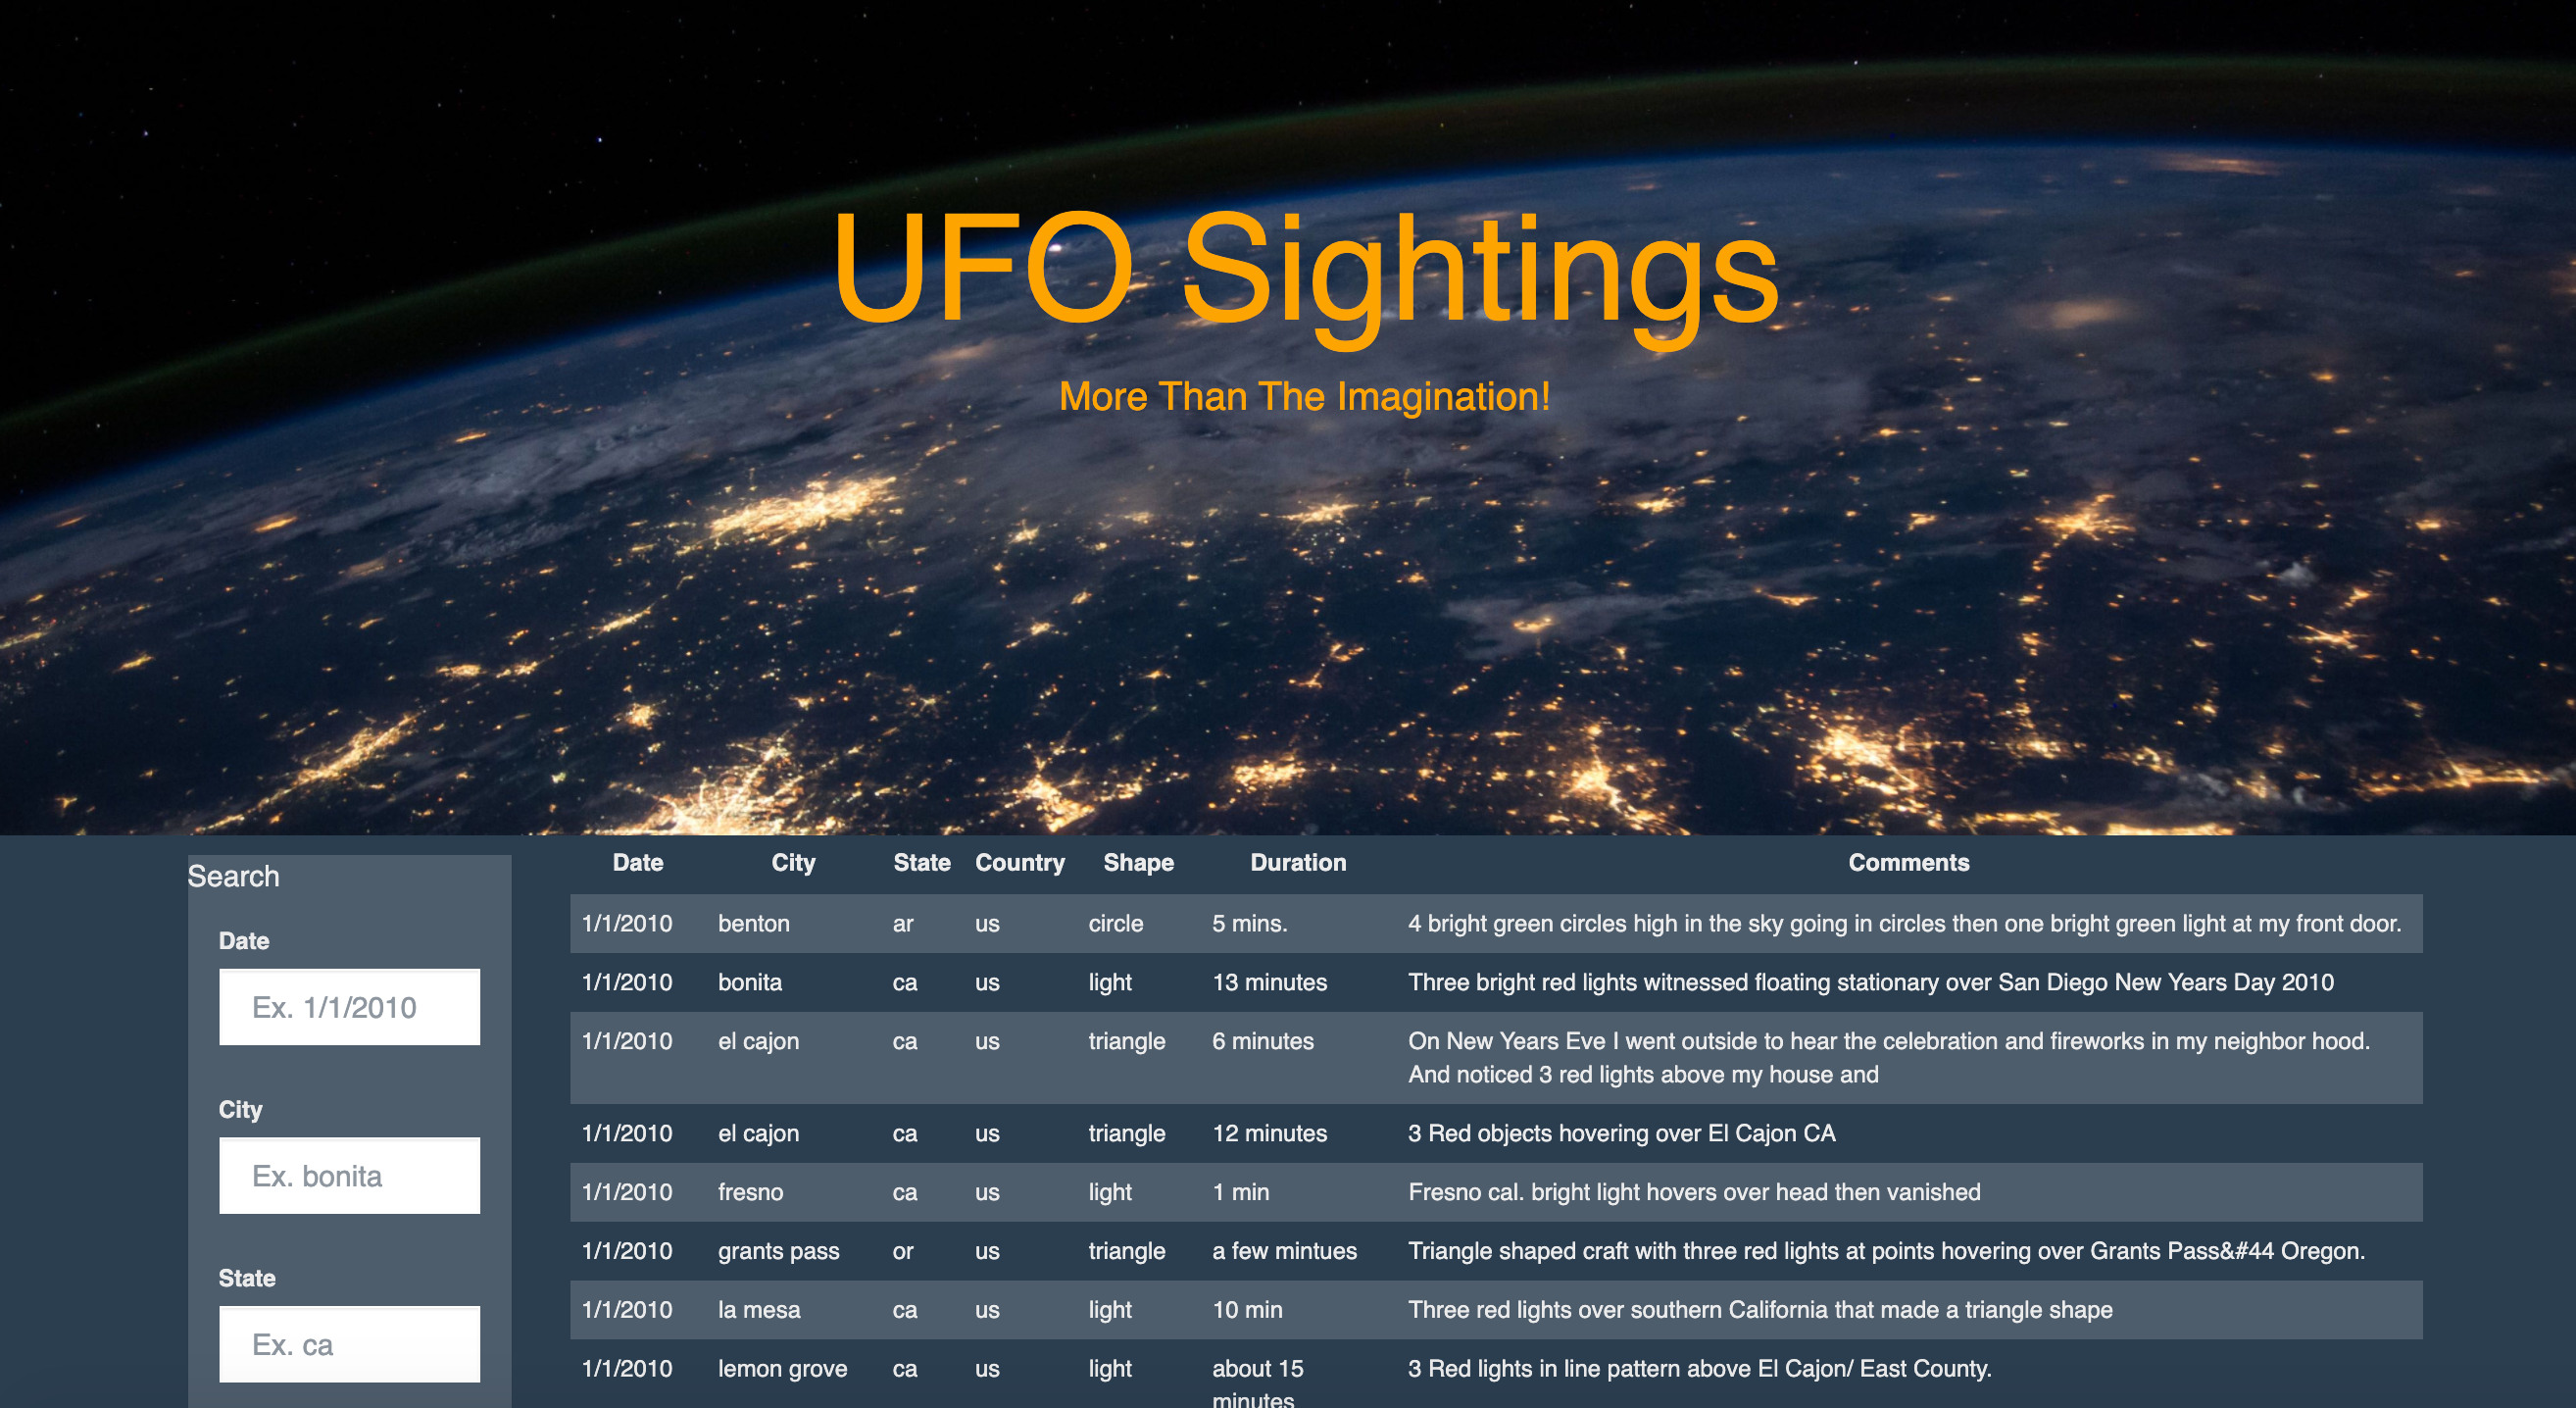 UFO Sightings
More Than The Imagination!
Search
Date
Ex. 1/1/2010
City
Ex. bonita
State
Ex. ca
Date City State Country Shape Duration Comments
1/1/2010 benton ar us circle 5 mins. 4 bright green circles high in the sky going in circles then one bright green light at my front door.
1/1/2010 bonita ca us light 13 minutes Three bright red lights witnessed floating stationary over San Diego New Years Day 2010
1/1/2010 el cajon ca us triangle 6 minutes On New Years Eve I went outside to hear the celebration and fireworks in my neighbor hood.
And noticed 3 red lights above my house and
1/1/2010 el cajon ca us triangle 12 minutes 3 Red objects hovering over El Cajon CA
1/1/2010 fresno ca us light 1 min Fresno cal. bright light hovers over head then vanished
1/1/2010 grants pass or us triangle a few mintues Triangle shaped craft with three red lights at points hovering over Grants Pass&#44 Oregon.
1/1/2010 la mesa ca us light 10 min Three red lights over southern California that made a triangle shape
1/1/2010 lemon grove ca us light about 15 3 Red lights in line pattern above El Cajon/ East County.
minutes